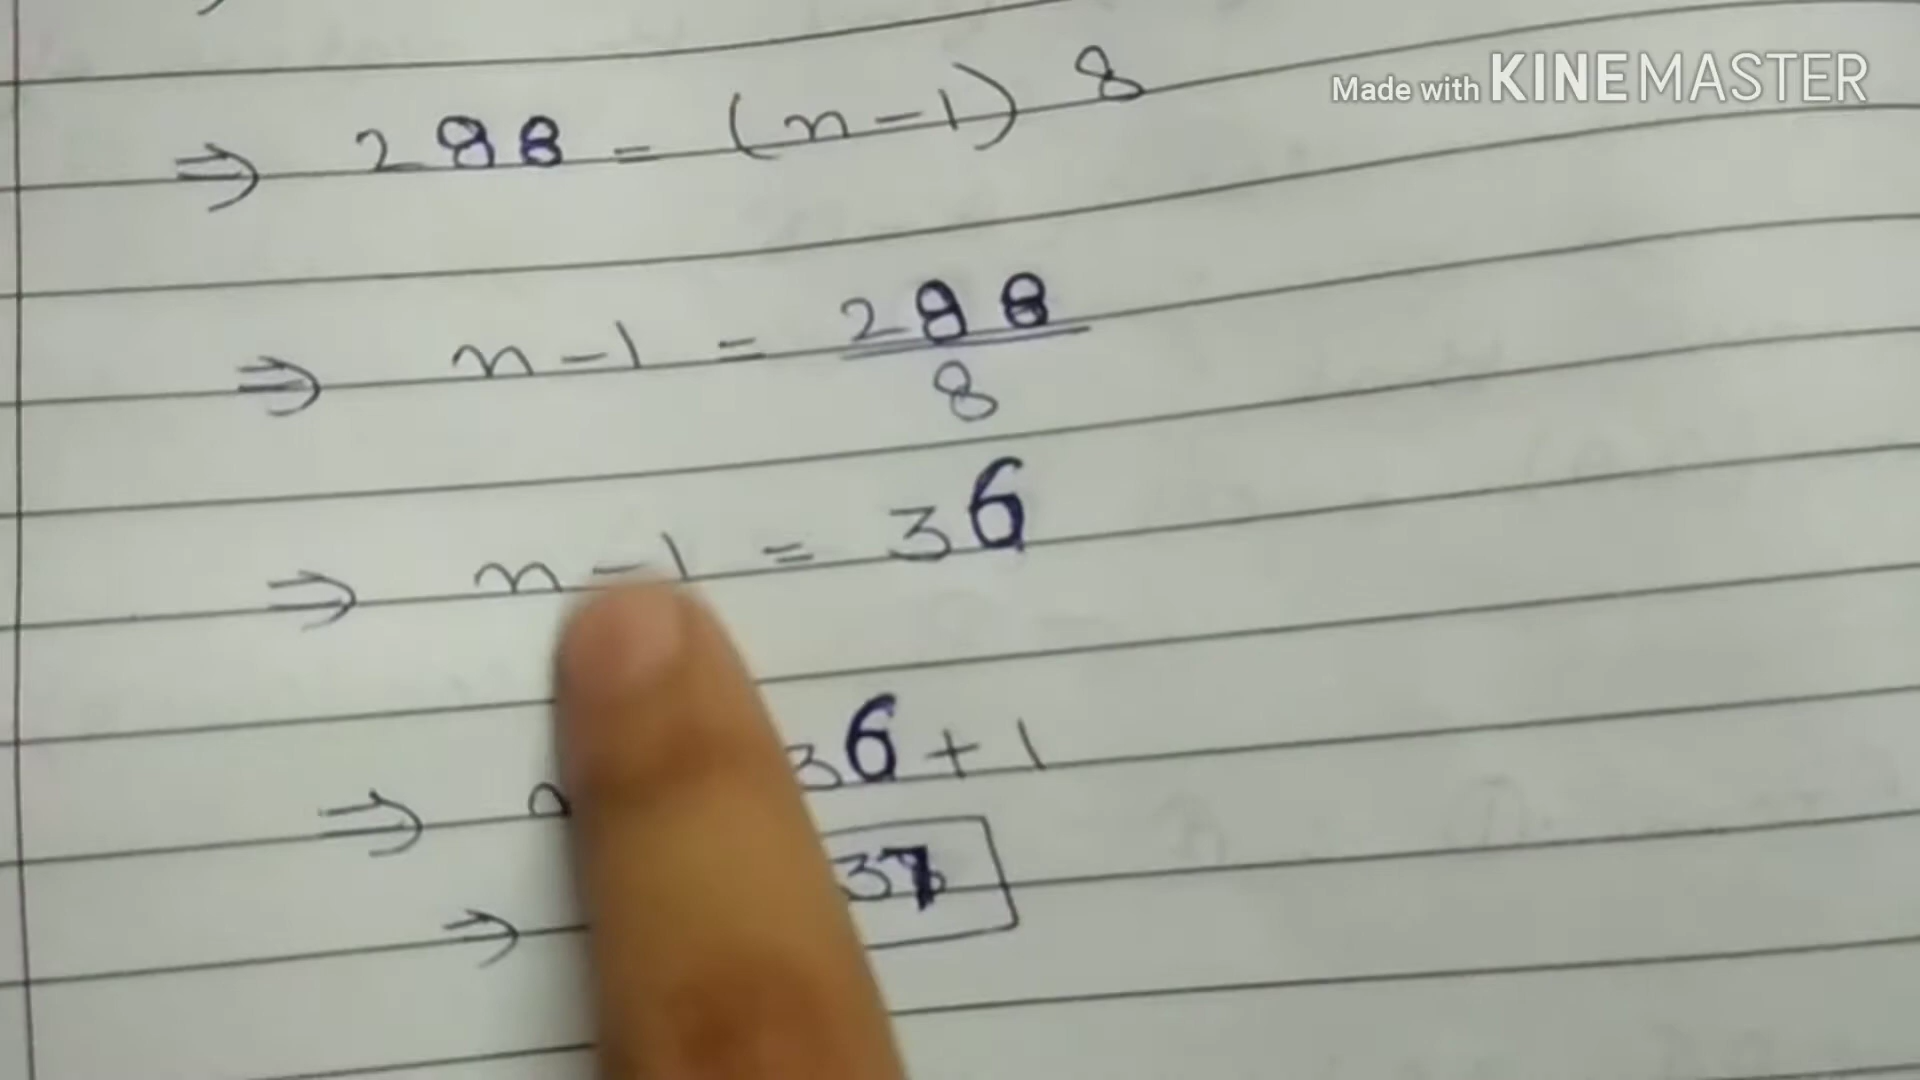 Made with KINEMASTER
⇒ 288 = (n-1) 8
⇒ n-1 = 288/8
⇒ n-1 = 36
⇒ n 36 + 1
⇒ 37